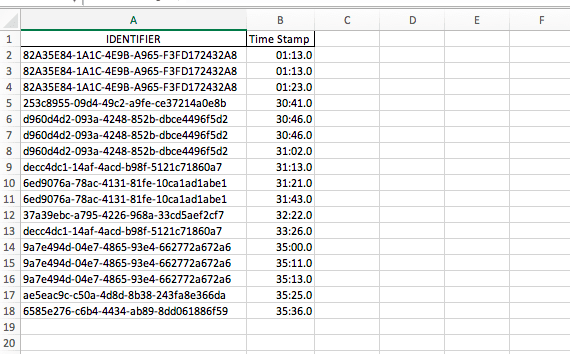 A B C D E F
1 IDENTIFIER Time Stamp
2 82A35E84-1A1C-4E9B-A965-F3FD172432A8 01:13.0
3 82A35E84-1A1C-4E9B-A965-F3FD172432A8 01:13.0
4 82A35E84-1A1C-4E9B-A965-F3FD172432A8 01:23.0
5 253c8955-09d4-49c2-a9fe-ce37214a0e8b 30:41.0
6 d960d4d2-093a-4248-852b-dbce4496f5d2 30:46.0
7 d960d4d2-093a-4248-852b-dbce4496f5d2 30:46.0
8 d960d4d2-093a-4248-852b-dbce4496f5d2 31:02.0
9 decc4dc1-14af-4acd-b98f-5121c71860a7 31:13.0
10 6ed9076a-78ac-4131-81fe-10ca1ad1abe1 31:21.0
11 6ed9076a-78ac-4131-81fe-10ca1ad1abe1 31:43.0
12 37a39ebc-a795-4226-968a-33cd5aef2cf7 32:22.0
13 decc4dc1-14af-4acd-b98f-5121c71860a7 33:26.0
14 9a7e494d-04e7-4865-93e4-662772a672a6 35:00.0
15 9a7e494d-04e7-4865-93e4-662772a672a6 35:11.0
16 9a7e494d-04e7-4865-93e4-662772a672a6 35:13.0
17 ae5eac9c-c50a-4d8d-8b38-243fa8e366da 35:25.0
18 6585e276-c6b4-4434-ab89-8dd061886f59 35:36.0
19
20